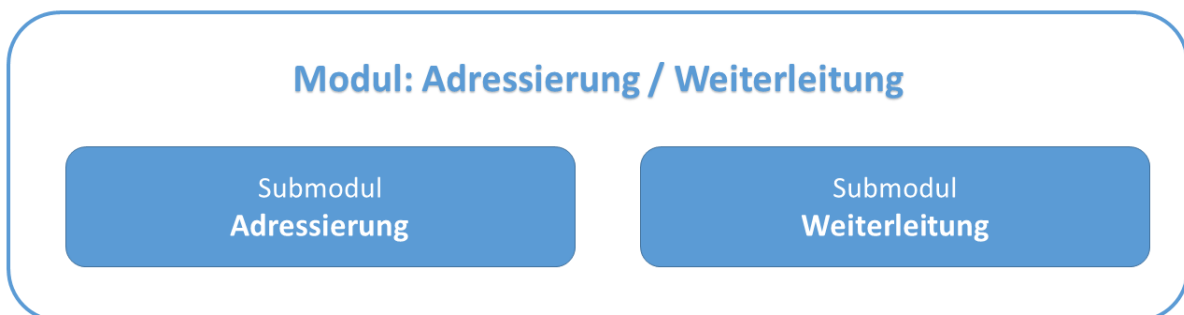 Modul: Adressierung / Weiterleitung
Submodul
Adressierung
Submodul
Weiterleitung